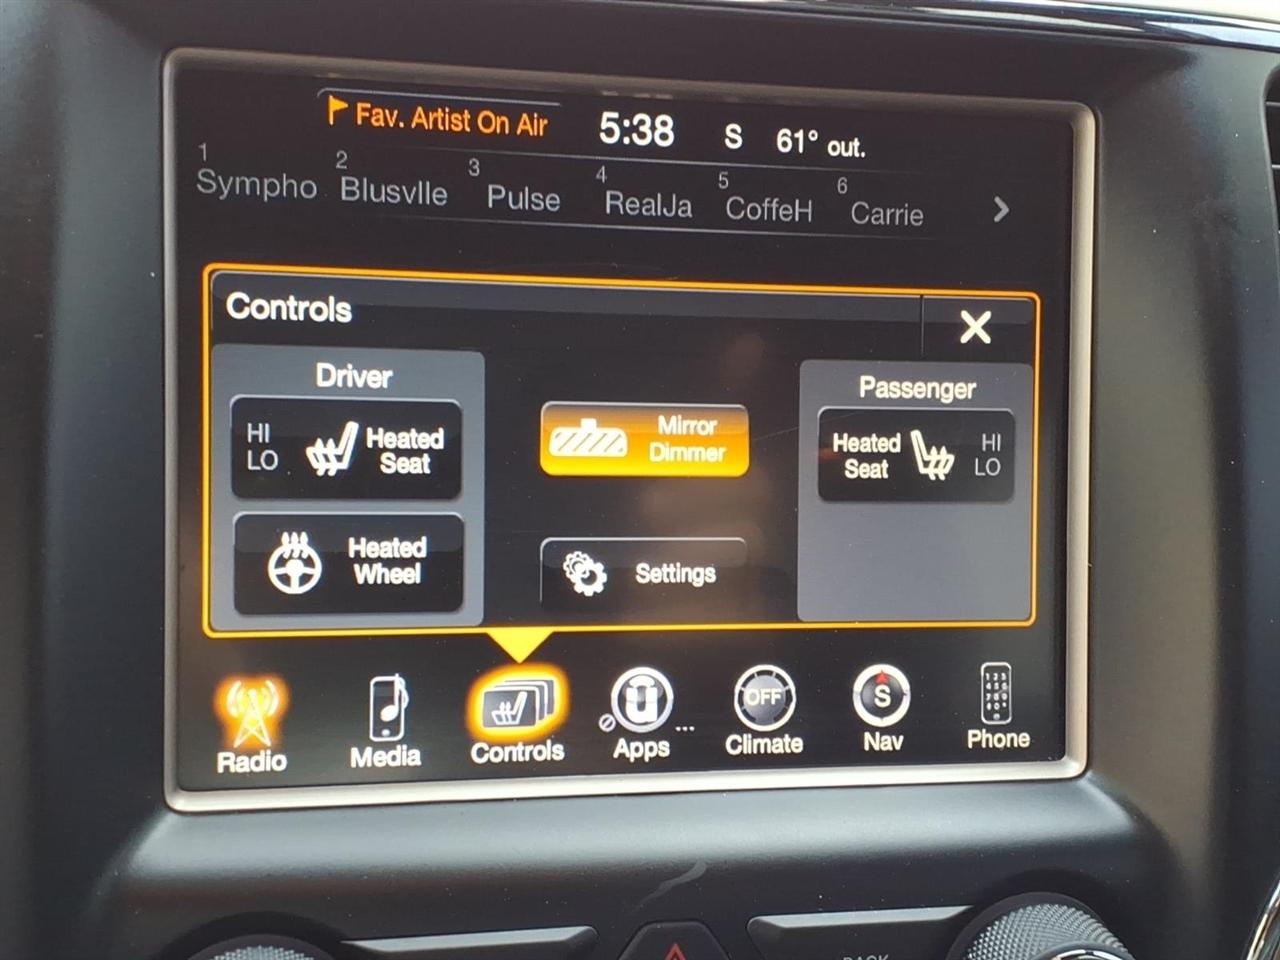 Fav. Artist On Air 5:38 S 61° out.
1 2 3 4 5 6
Sympho Blusvlle Pulse RealJa CoffeH Carrie
Controls
Driver
HI
LO
Heated
Seat
Heated
Wheel
Mirror
Dimmer
Settings
Passenger
Heated
Seat
HI
LO
OFF
S
Radio Media Controls Apps ... Climate Nav Phone